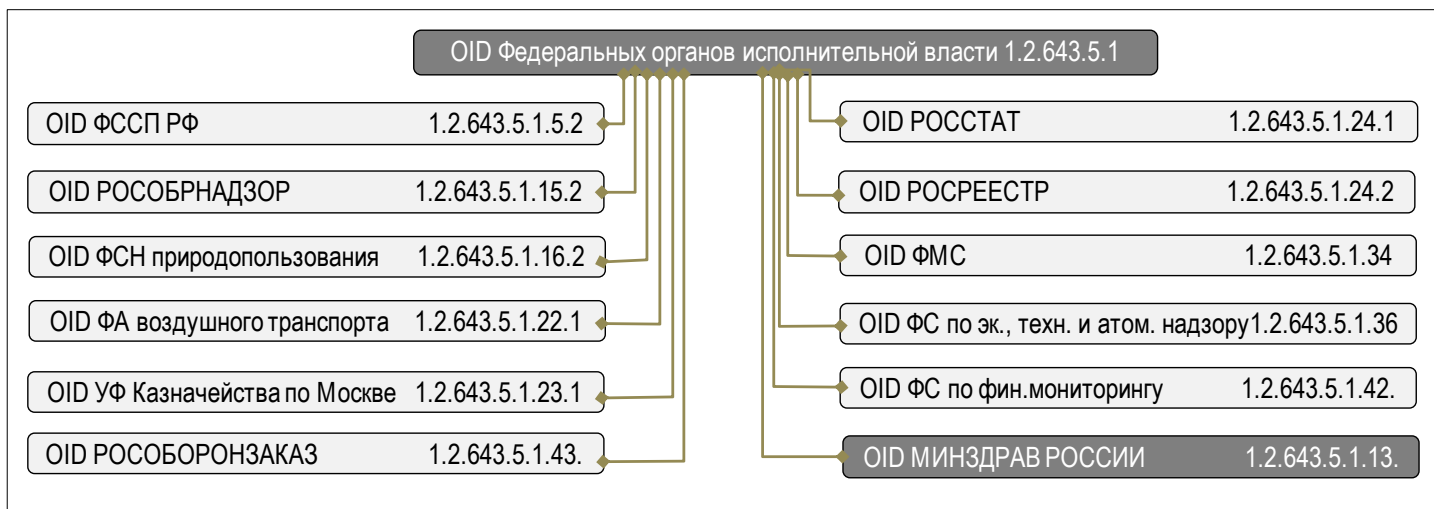 OID Федеральных органов исполнительной власти 1.2.643.5.1
OID ФССП РФ 1.2.643.5.1.5.2
OID РОСОБРНАДЗОР 1.2.643.5.1.15.2
OID ФСН природопользования 1.2.643.5.1.16.2
OID ФА воздушного транспорта 1.2.643.5.1.22.1
OID УФ Казначейства по Москве 1.2.643.5.1.23.1
OID РОСОБОРОНЗАКАЗ 1.2.643.5.1.43.
OID РОССТАТ 1.2.643.5.1.24.1
OID РОСРЕЕСТР 1.2.643.5.1.24.2
OID ФМС 1.2.643.5.1.34
OID ФС по эк., техн. и атом. надзору1.2.643.5.1.36
OID ФС по фин.мониторингу 1.2.643.5.1.42.
OID МИНЗДРАВ РОССИИ 1.2.643.5.1.13.